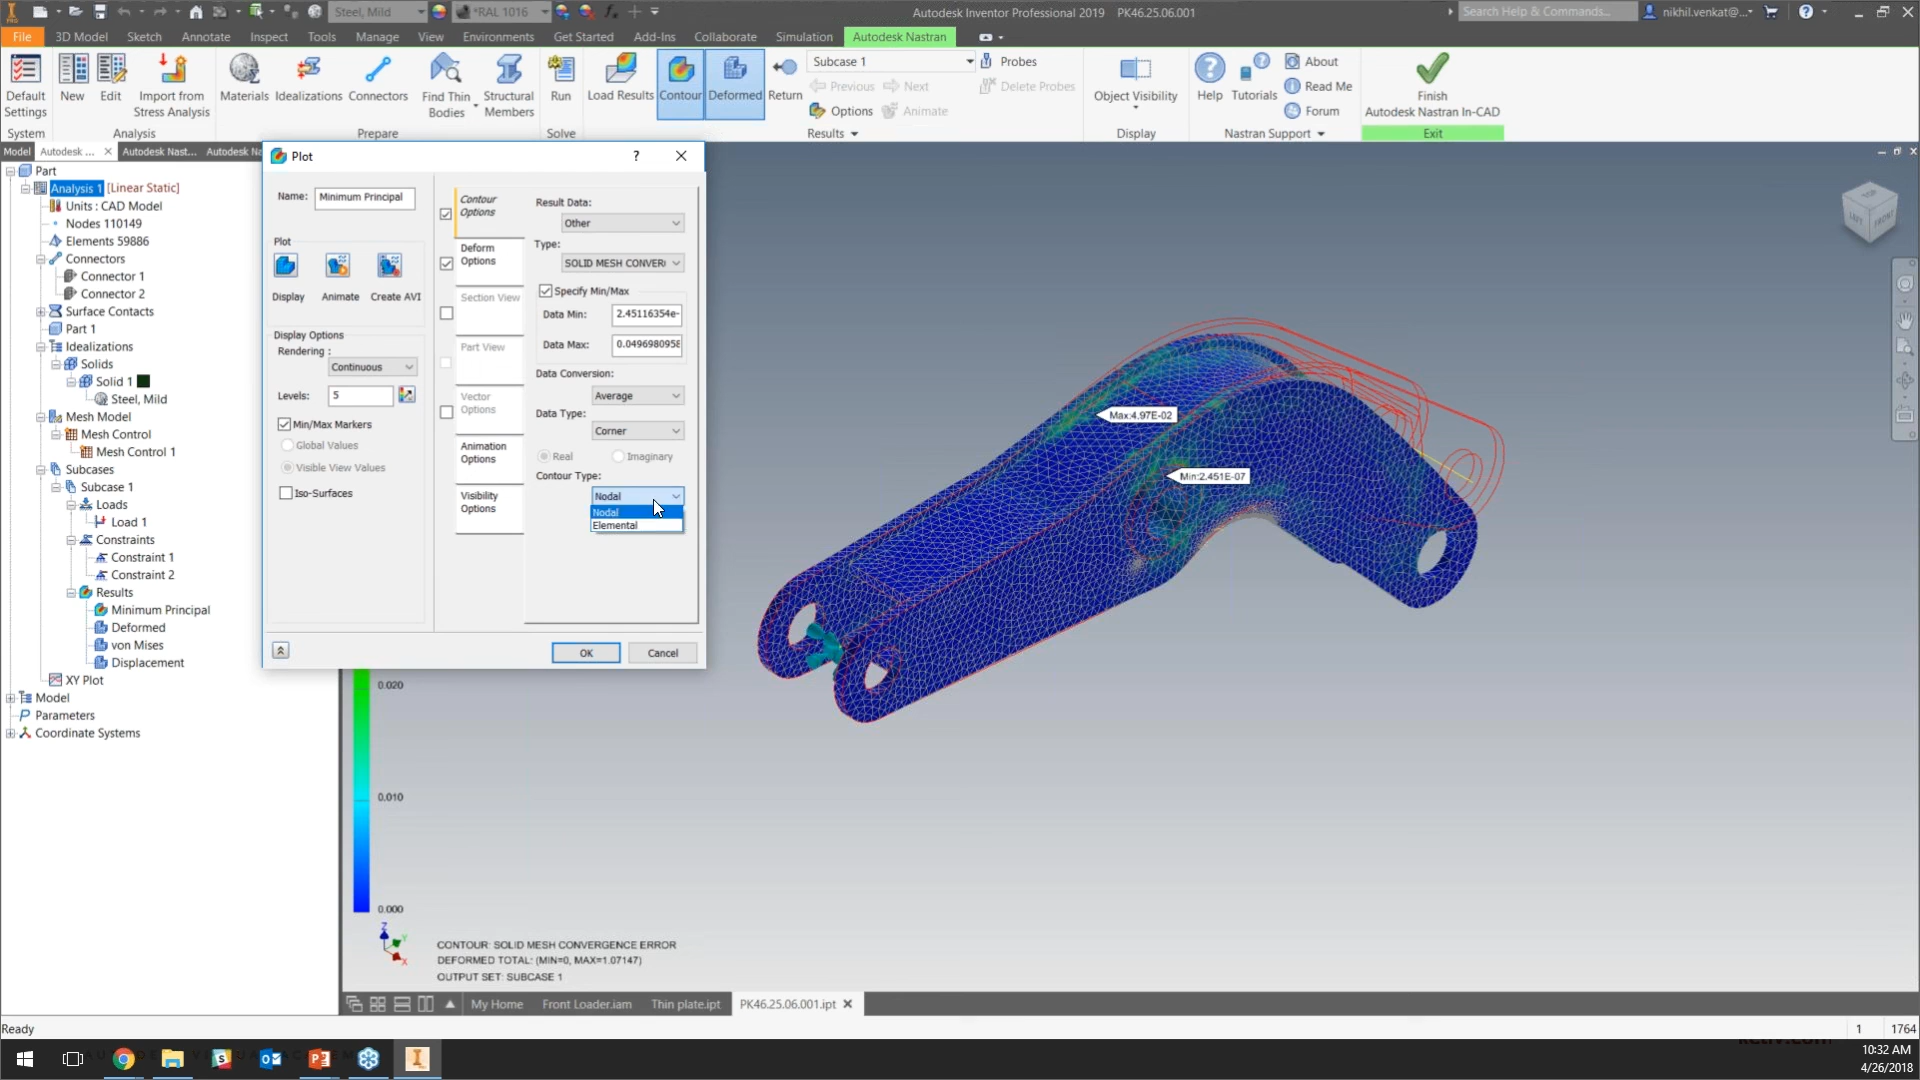 PRO
Steel, Mild
*RAL 1016
Autodesk Inventor Professional 2019   PK46.25.06.001
Search Help & Commands...
nikhil.venkat@...
File
3D Model
Sketch
Annotate
Inspect
Tools
Manage
View
Environments
Get Started
Add-Ins
Collaborate
Simulation
Autodesk Nastran
Default Settings
New
Edit
Import from Stress Analysis
Materials
Idealizations
Connectors
Find Thin Bodies
Structural Members
Run
Load Results
Contour
Deformed
Return
Subcase 1
Previous
Next
Options
Animate
Probes
Delete Probes
Object Visibility
Help
Tutorials
About
Read Me
Forum
Finish
Autodesk Nastran In-CAD
System
Analysis
Prepare
Solve
Results
Display
Nastran Support
Exit
Model
Autodesk ...
Autodesk Nast...
Autodesk Na
Part
Analysis 1 [Linear Static]
Units : CAD Model
Nodes 110149
Elements 59886
Connectors
Connector 1
Connector 2
Surface Contacts
Part 1
Idealizations
Solids
Solid 1
Steel, Mild
Mesh Model
Mesh Control
Mesh Control 1
Subcases
Subcase 1
Loads
Load 1
Constraints
Constraint 1
Constraint 2
Results
Minimum Principal
Deformed
von Mises
Displacement
XY Plot
Model
Parameters
Coordinate Systems
Plot
?
Name:
Minimum Principal
Plot
Display
Animate
Create AVI
Display Options
Rendering :
Continuous
Levels:
5
Min/Max Markers
Global Values
Visible View Values
Iso-Surfaces
Contour Options
Deform Options
Section View
Part View
Vector Options
Animation Options
Visibility Options
Result Data:
Other
Type:
SOLID MESH CONVER
Specify Min/Max
Data Min:
2.45116354e-
Data Max:
0.0496980958
Data Conversion:
Average
Data Type:
Corner
Real
Imaginary
Contour Type:
Nodal
Nodal
Elemental
OK
Cancel
TOP
LEFT
FRONT
Max:4.97E-02
Min:2.451E-07
0.020
0.010
0.000
Z
Y
X
CONTOUR: SOLID MESH CONVERGENCE ERROR
DEFORMED TOTAL: (MIN=0, MAX=1.07147)
OUTPUT SET: SUBCASE 1
My Home
Front Loader.iam
Thin plate.ipt
PK46.25.06.001.ipt
Ready
1
1764
10:32 AM
4/26/2018